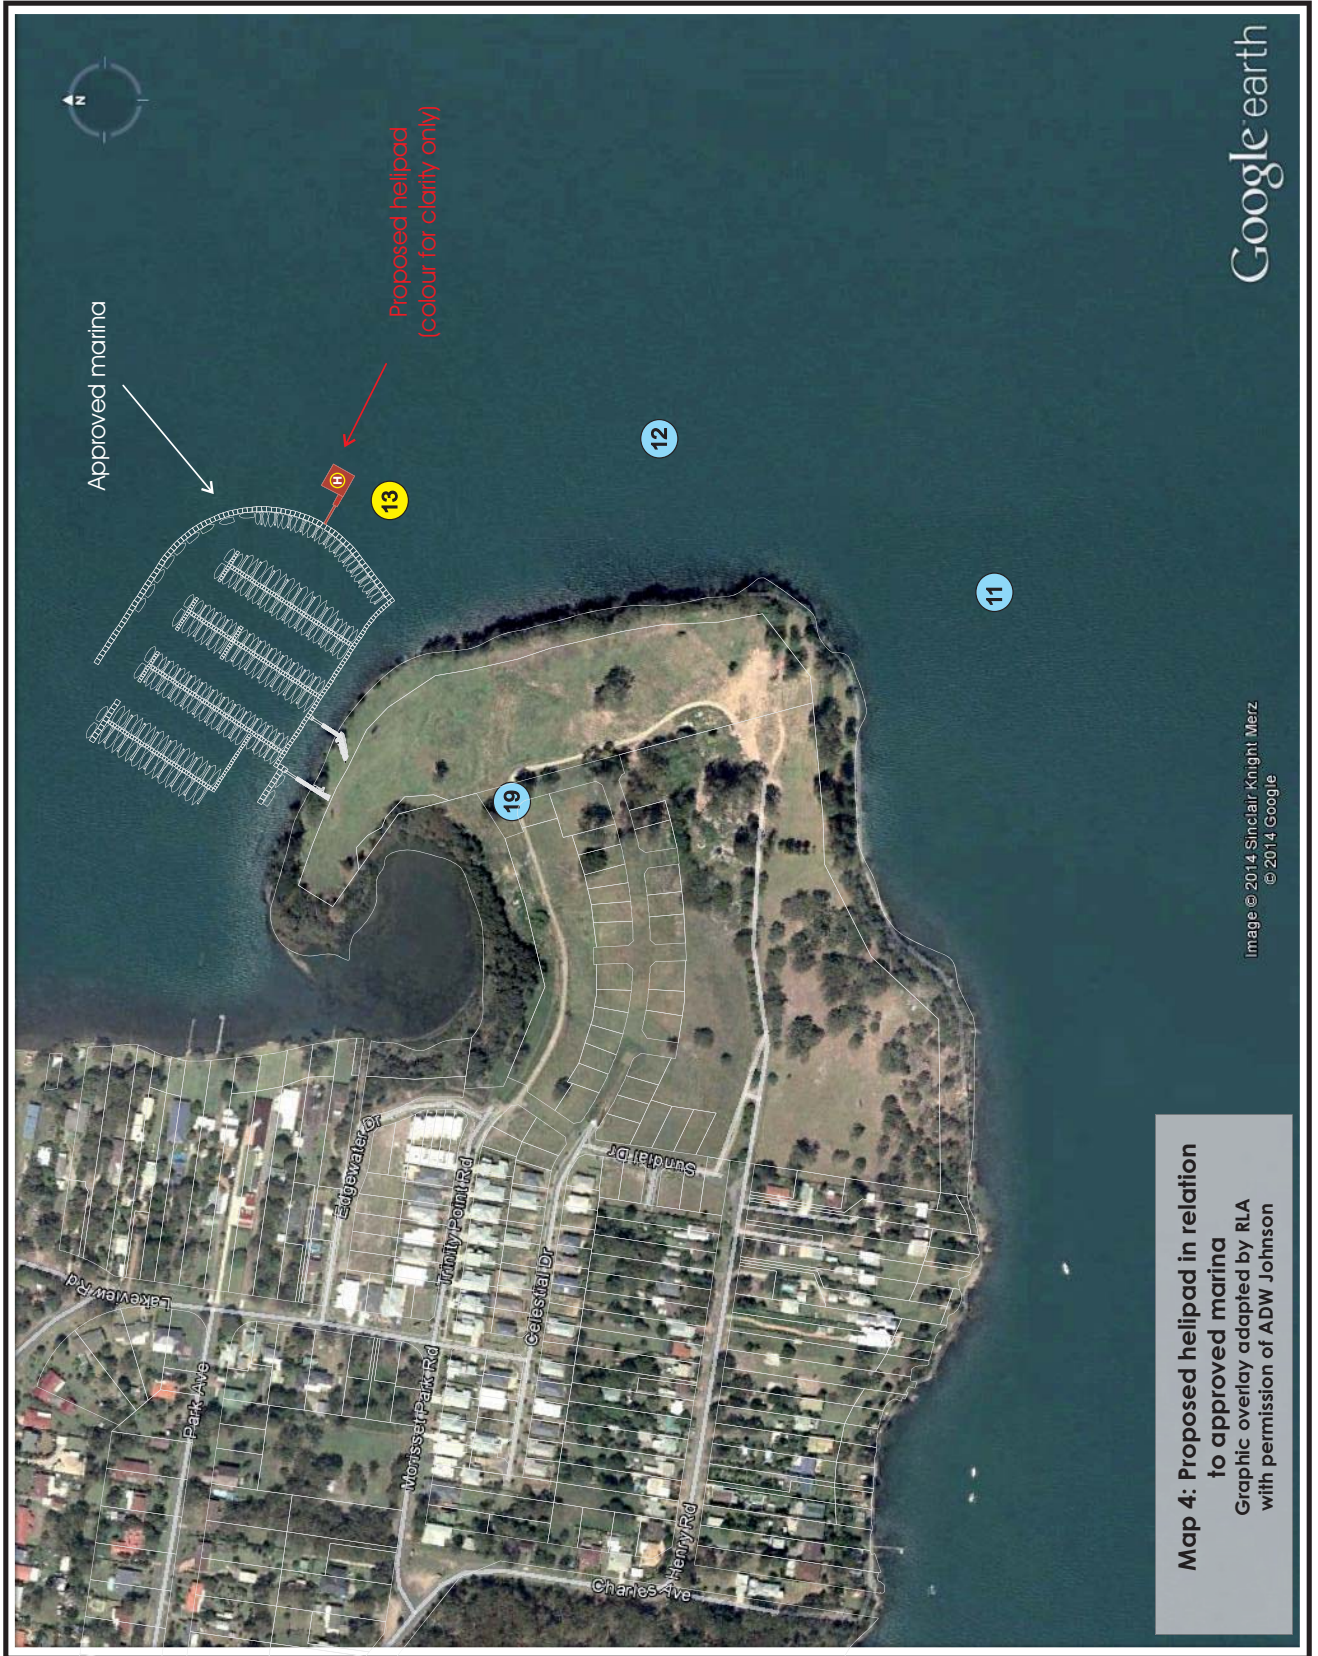 N
Approved marina
Proposed helipad
(colour for clarity only)
H
13
12
11
19
Lakeview Rd
Park Ave
Edgewater Dr
Trinity Point Rd
Morisset Park Rd
Celestial Dr
Sundial Dr
Henry Rd
Charles Ave
Google earth
Image © 2014 Sinclair Knight Merz
© 2014 Google
Map 4: Proposed helipad in relation
to approved marina
Graphic overlay adapted by RLA
with permission of ADW Johnson